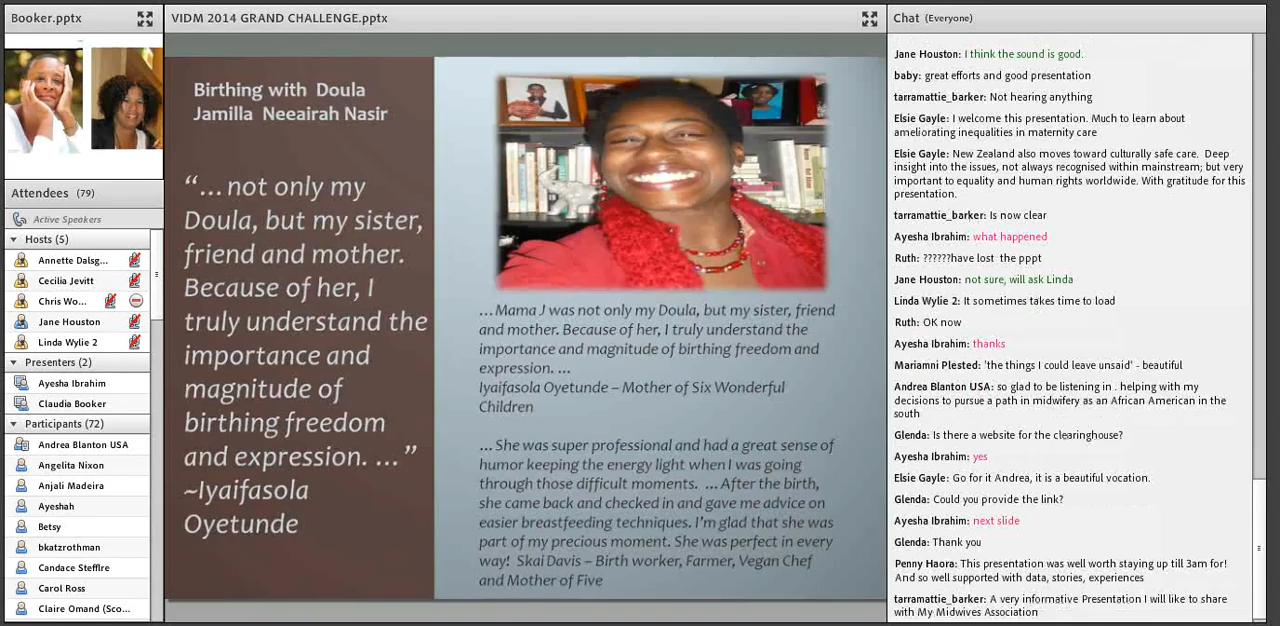 Booker.pptx
Attendees (79)
Active Speakers
Hosts (5)
Annette Dalsg...
Cecilia Jevitt
Chris Wo...
Jane Houston
Linda Wylie 2
Presenters (2)
Ayesha Ibrahim
Claudia Booker
Participants (72)
Andrea Blanton USA
Angelita Nixon
Anjali Madeira
Ayeshah
Betsy
bkatzrothman
Candace Steffire
Carol Ross
Claire Omand (Sco...
VIDM 2014 GRAND CHALLENGE.pptx
Birthing with Doula
Jamilla Neeairah Nasir
“... not only my
Doula, but my sister,
friend and mother.
Because of her, I
truly understand the
importance and
magnitude of
birthing freedom
and expression. ...”
~Iyaifasola
Oyetunde
...Mama J was not only my Doula, but my sister, friend
and mother. Because of her, I truly understand the
importance and magnitude of birthing freedom and
expression. ...
Iyaifasola Oyetunde – Mother of Six Wonderful
Children
... She was super professional and had a great sense of
humor keeping the energy light when I was going
through those difficult moments. ... After the birth,
she came back and checked in and gave me advice on
easier breastfeeding techniques. I'm glad that she was
part of my precious moment. She was perfect in every
way! Skai Davis – Birth worker, Farmer, Vegan Chef
and Mother of Five
Chat (Everyone)
Jane Houston: I think the sound is good.
baby: great efforts and good presentation
tarramattie_barker: Not hearing anything
Elsie Gayle: I welcome this presentation. Much to learn about
ameliorating inequalities in maternity care
Elsie Gayle: New Zealand also moves toward culturally safe care. Deep
insight into the issues, not always recognised within mainstream; but very
important to equality and human rights worldwide. With gratitude for this
presentation.
tarramattie_barker: Is now clear
Ayesha Ibrahim: what happened
Ruth: ??????have lost the pppt
Jane Houston: not sure, will ask Linda
Linda Wylie 2: It sometimes takes time to load
Ruth: OK now
Ayesha Ibrahim: thanks
Mariamni Plested: 'the things I could leave unsaid' - beautiful
Andrea Blanton USA: so glad to be listening in . helping with my
decisions to pursue a path in midwifery as an African American in the
south
Glenda: Is there a website for the clearinghouse?
Ayesha Ibrahim: yes
Elsie Gayle: Go for it Andrea, it is a beautiful vocation.
Glenda: Could you provide the link?
Ayesha Ibrahim: next slide
Glenda: Thank you
Penny Haora: This presentation was well worth staying up till 3am for!
And so well supported with data, stories, experiences
tarramattie_barker: A very informative Presentation I will like to share
with My Midwives Association